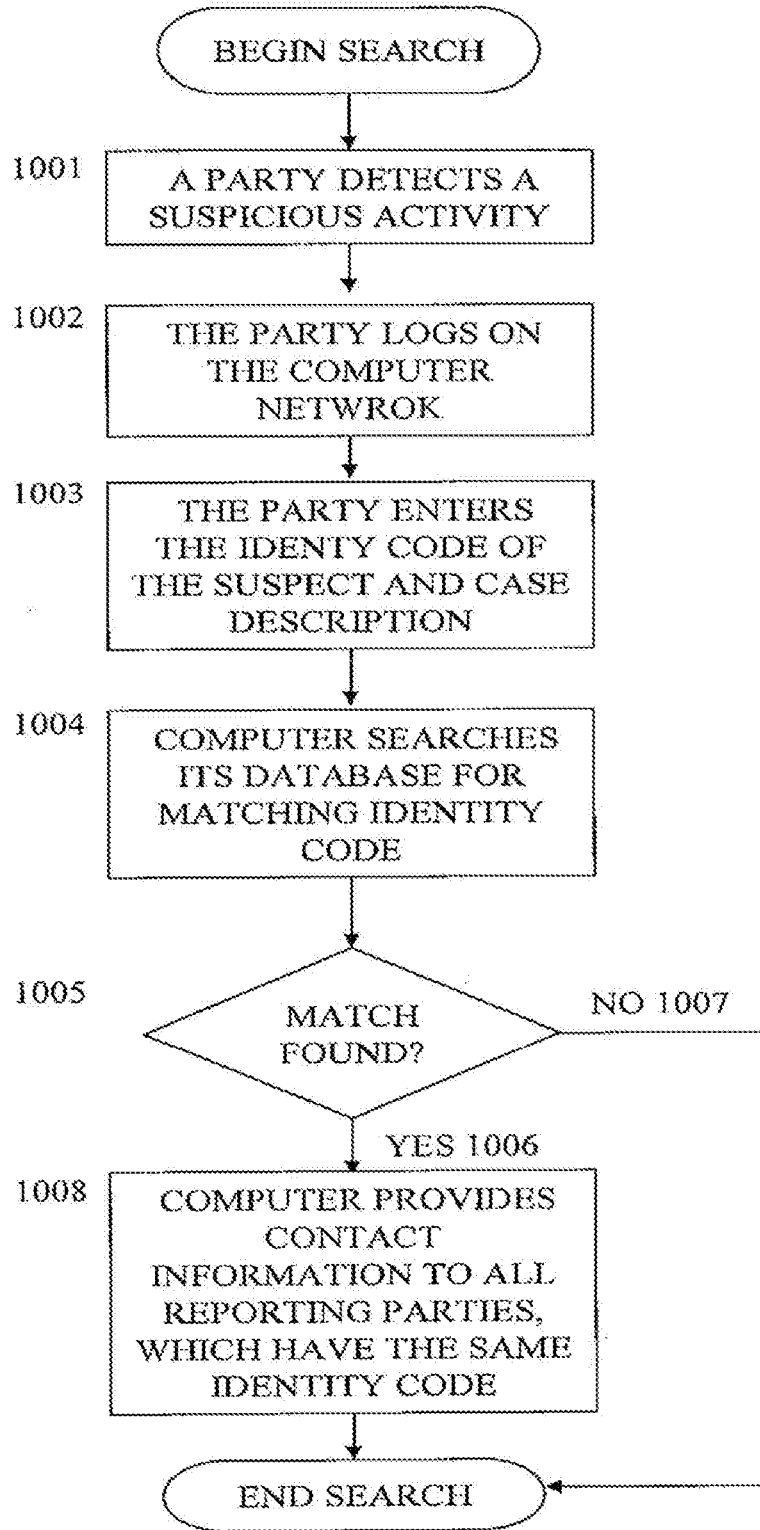 BEGIN SEARCH
1001
A PARTY DETECTS A
SUSPICIOUS ACTIVITY
1002
THE PARTY LOGS ON
THE COMPUTER
NETWROK
1003
THE PARTY ENTERS
THE IDENTY CODE OF
THE SUSPECT AND CASE
DESCRIPTION
1004
COMPUTER SEARCHES
ITS DATABASE FOR
MATCHING IDENTITY
CODE
1005
MATCH
FOUND?
NO 1007
YES 1006
1008
COMPUTER PROVIDES
CONTACT
INFORMATION TO ALL
REPORTING PARTIES,
WHICH HAVE THE SAME
IDENTITY CODE
END SEARCH